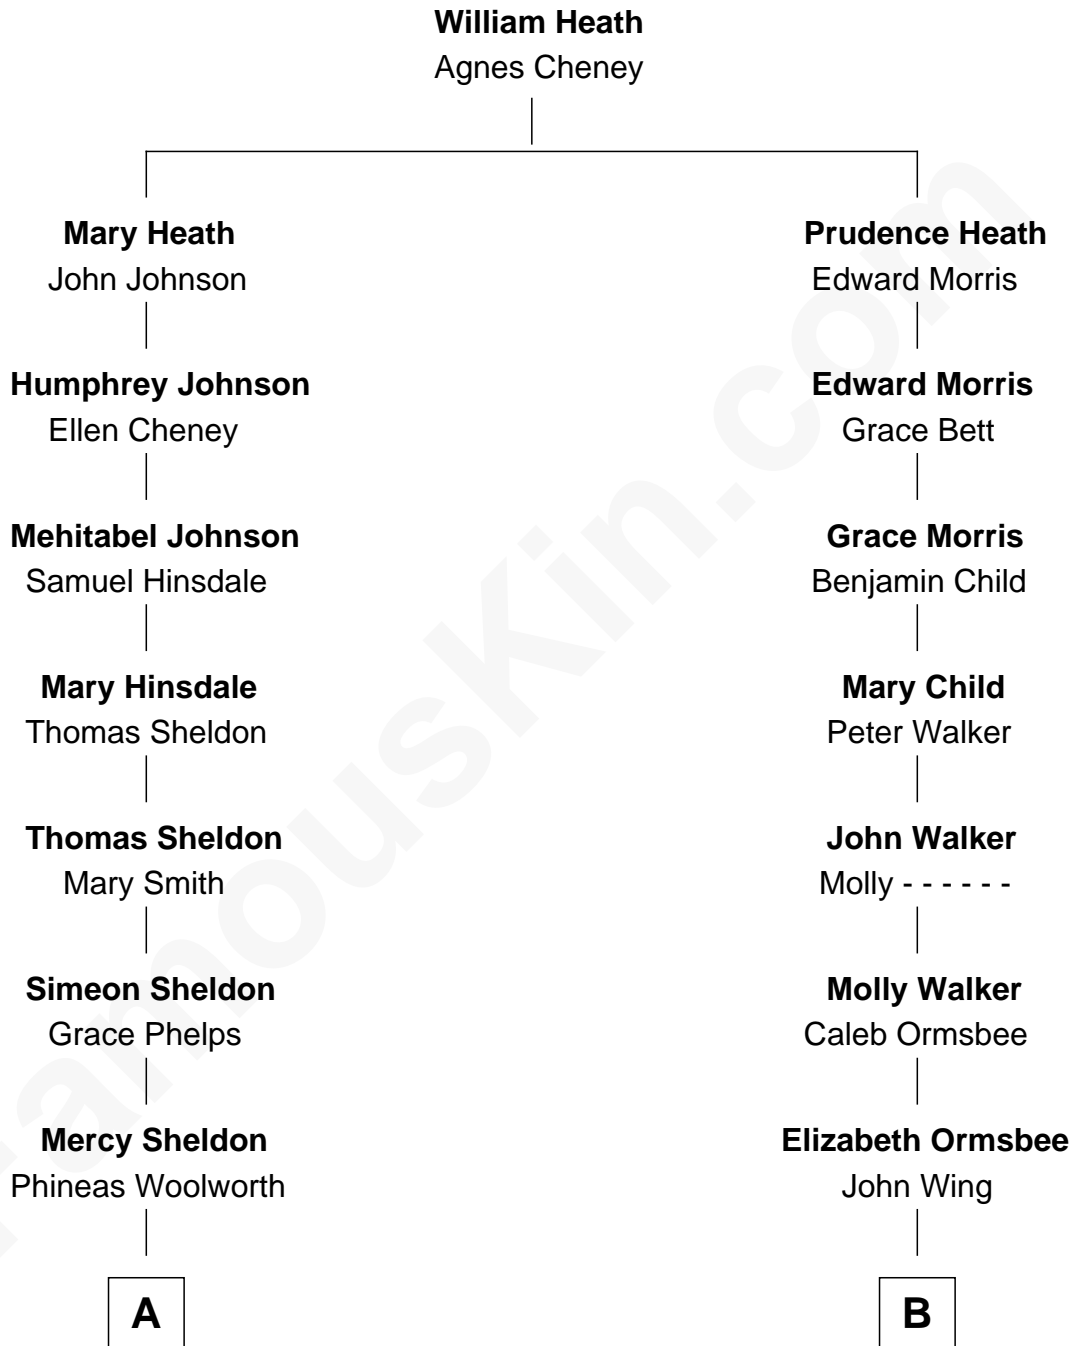 William Heath
Agnes Cheney
Mary Heath
John Johnson
Prudence Heath
Edward Morris
Humphrey Johnson
Ellen Cheney
Edward Morris
Grace Bett
Mehitabel Johnson
Samuel Hinsdale
Grace Morris
Benjamin Child
Mary Hinsdale
Thomas Sheldon
Mary Child
Peter Walker
Thomas Sheldon
Mary Smith
John Walker
Molly - - - - - -
Simeon Sheldon
Grace Phelps
Molly Walker
Caleb Ormsbee
Mercy Sheldon
Phineas Woolworth
Elizabeth Ormsbee
John Wing
A
B
FamousKin.com